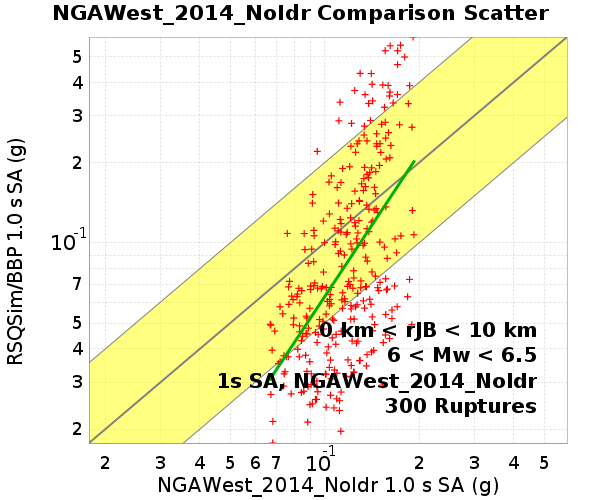 NGAWest_2014_NoIdr Comparison Scatter
RSQSim/BBP 1.0 s SA (g)
5
4
3
2
10⁻¹
7
5
4
3
2
0 km < rJB < 10 km
6 < Mw < 6.5
1s SA, NGAWest_2014_NoIdr
300 Ruptures
2 3 4 5 6 7 10⁻¹ 2 3 4 5
NGAWest_2014_NoIdr 1.0 s SA (g)